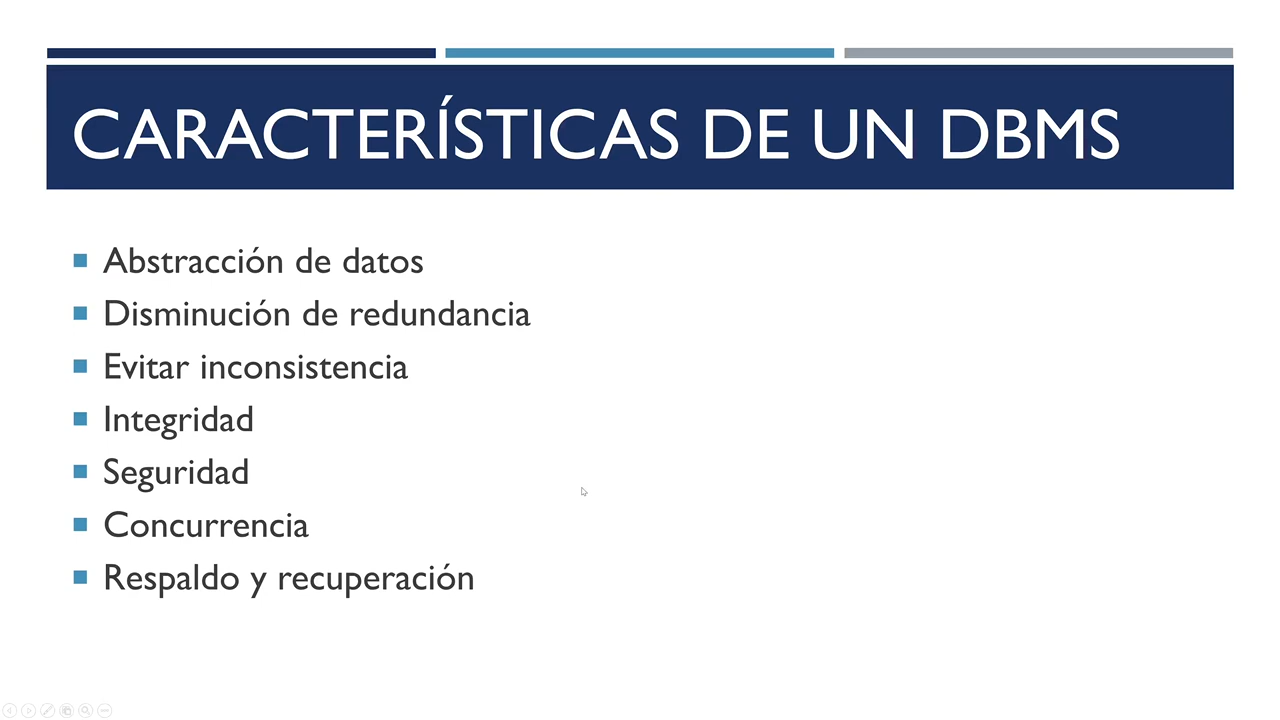 CARACTERÍSTICAS DE UN DBMS
Abstracción de datos
Disminución de redundancia
Evitar inconsistencia
Integridad
Seguridad
Concurrencia
Respaldo y recuperación